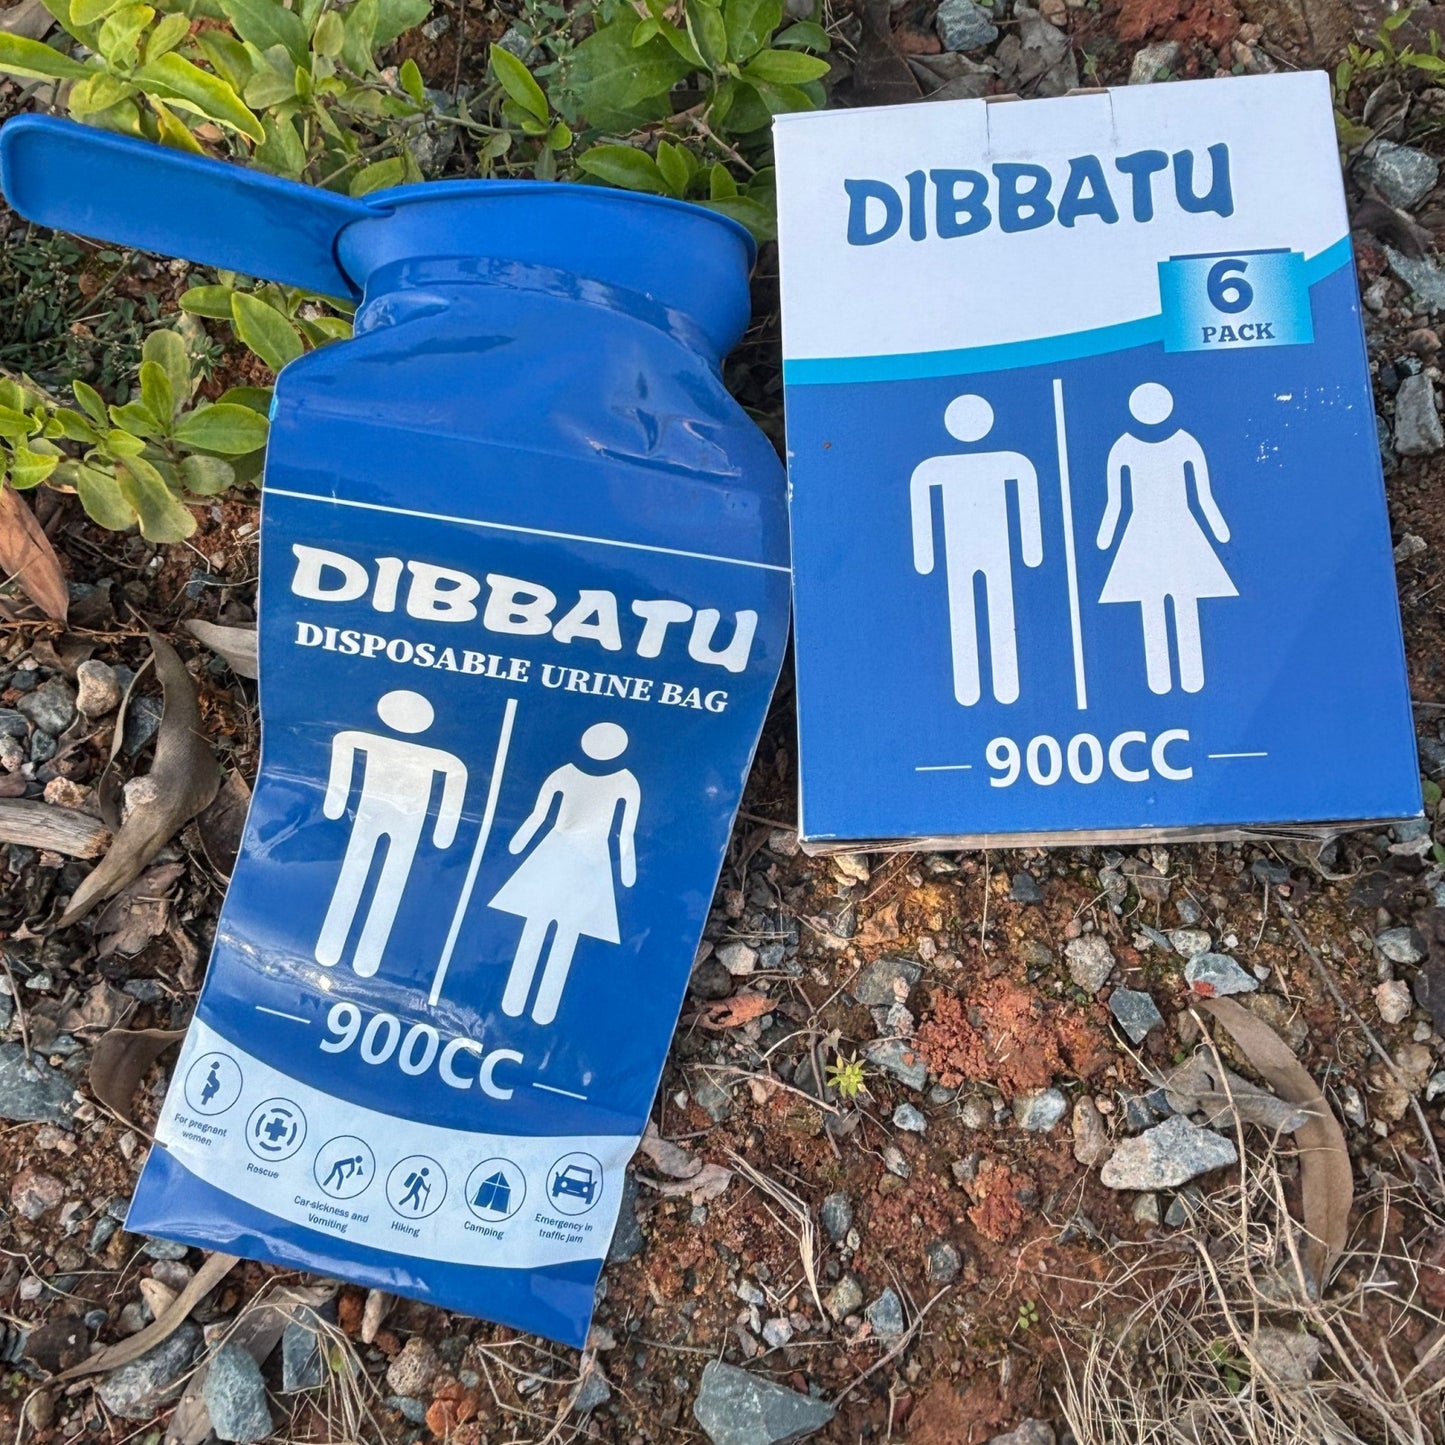 DIBBATU
DISPOSABLE URINE BAG
900CC
For pregnant
women
Rescue
Car-sickness and
Vomiting
Hiking
Camping
Emergency in
traffic jam
DIBBATU
6
PACK
900CC